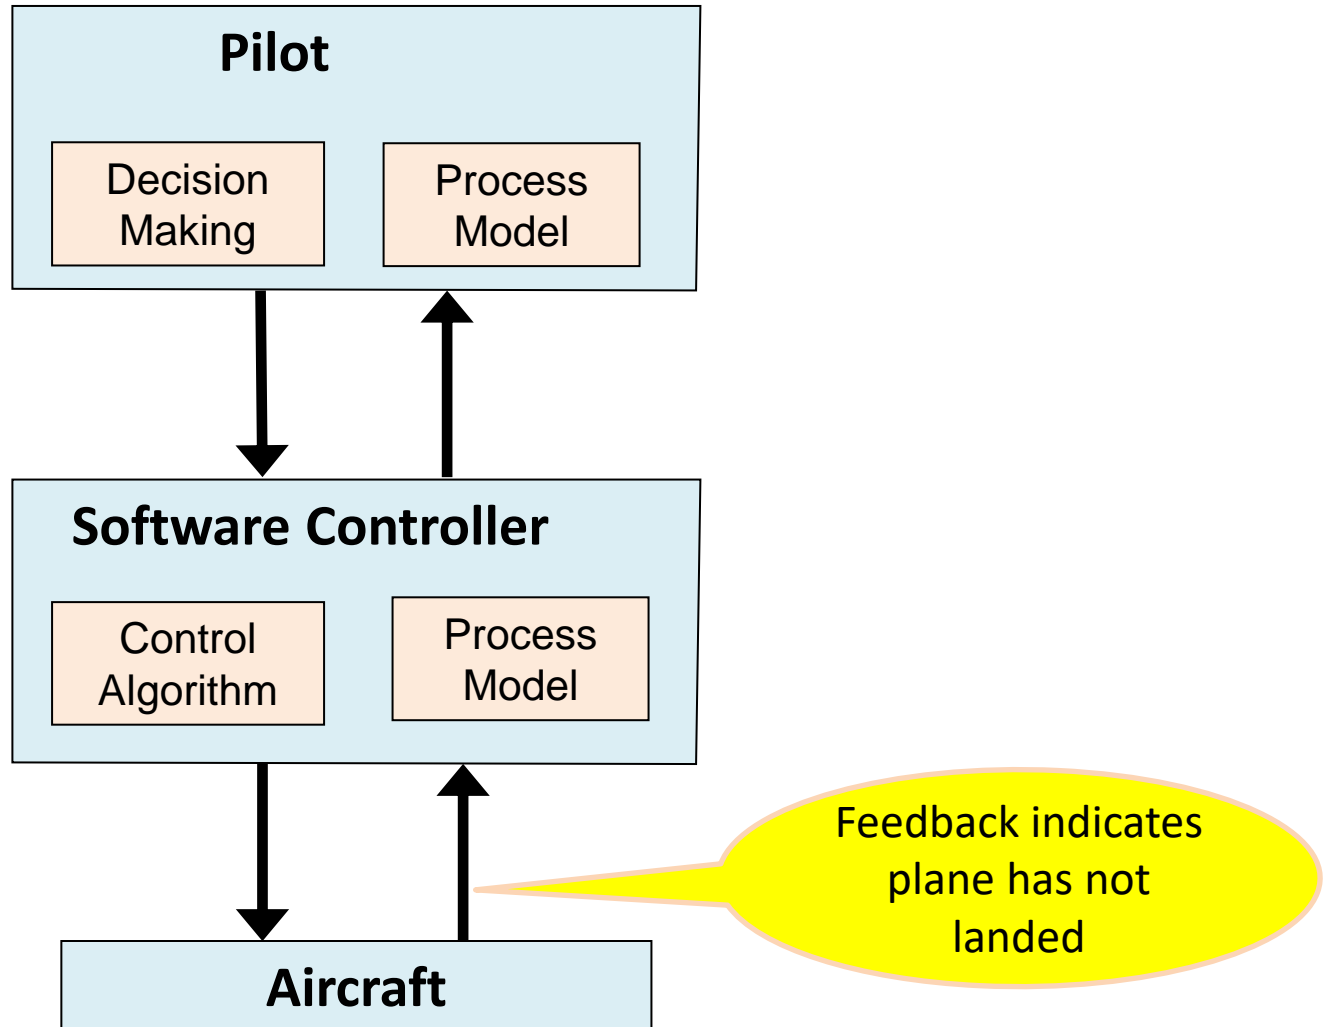 Pilot
Decision
Making
Process
Model
Software Controller
Control
Algorithm
Process
Model
Feedback indicates
plane has not
landed
Aircraft